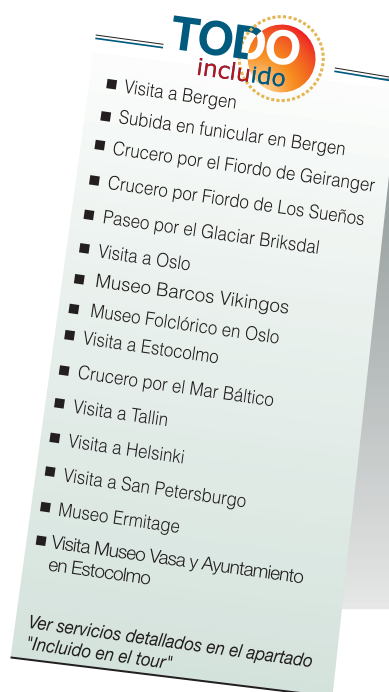 TODO
incluido
■ Visita a Bergen
■ Subida en funicular en Bergen
■ Crucero por el Fiordo de Geiranger
■ Crucero por Fiordo de Los Sueños
■ Paseo por el Glaciar Briksdal
■ Visita a Oslo
■ Museo Barcos Vikingos
■ Museo Folclórico en Oslo
■ Visita a Estocolmo
■ Crucero por el Mar Báltico
■ Visita a Tallin
■ Visita a Helsinki
■ Visita a San Petersburgo
■ Museo Ermitage
■ Visita Museo Vasa y Ayuntamiento
en Estocolmo
Ver servicios detallados en el apartado
"Incluido en el tour"